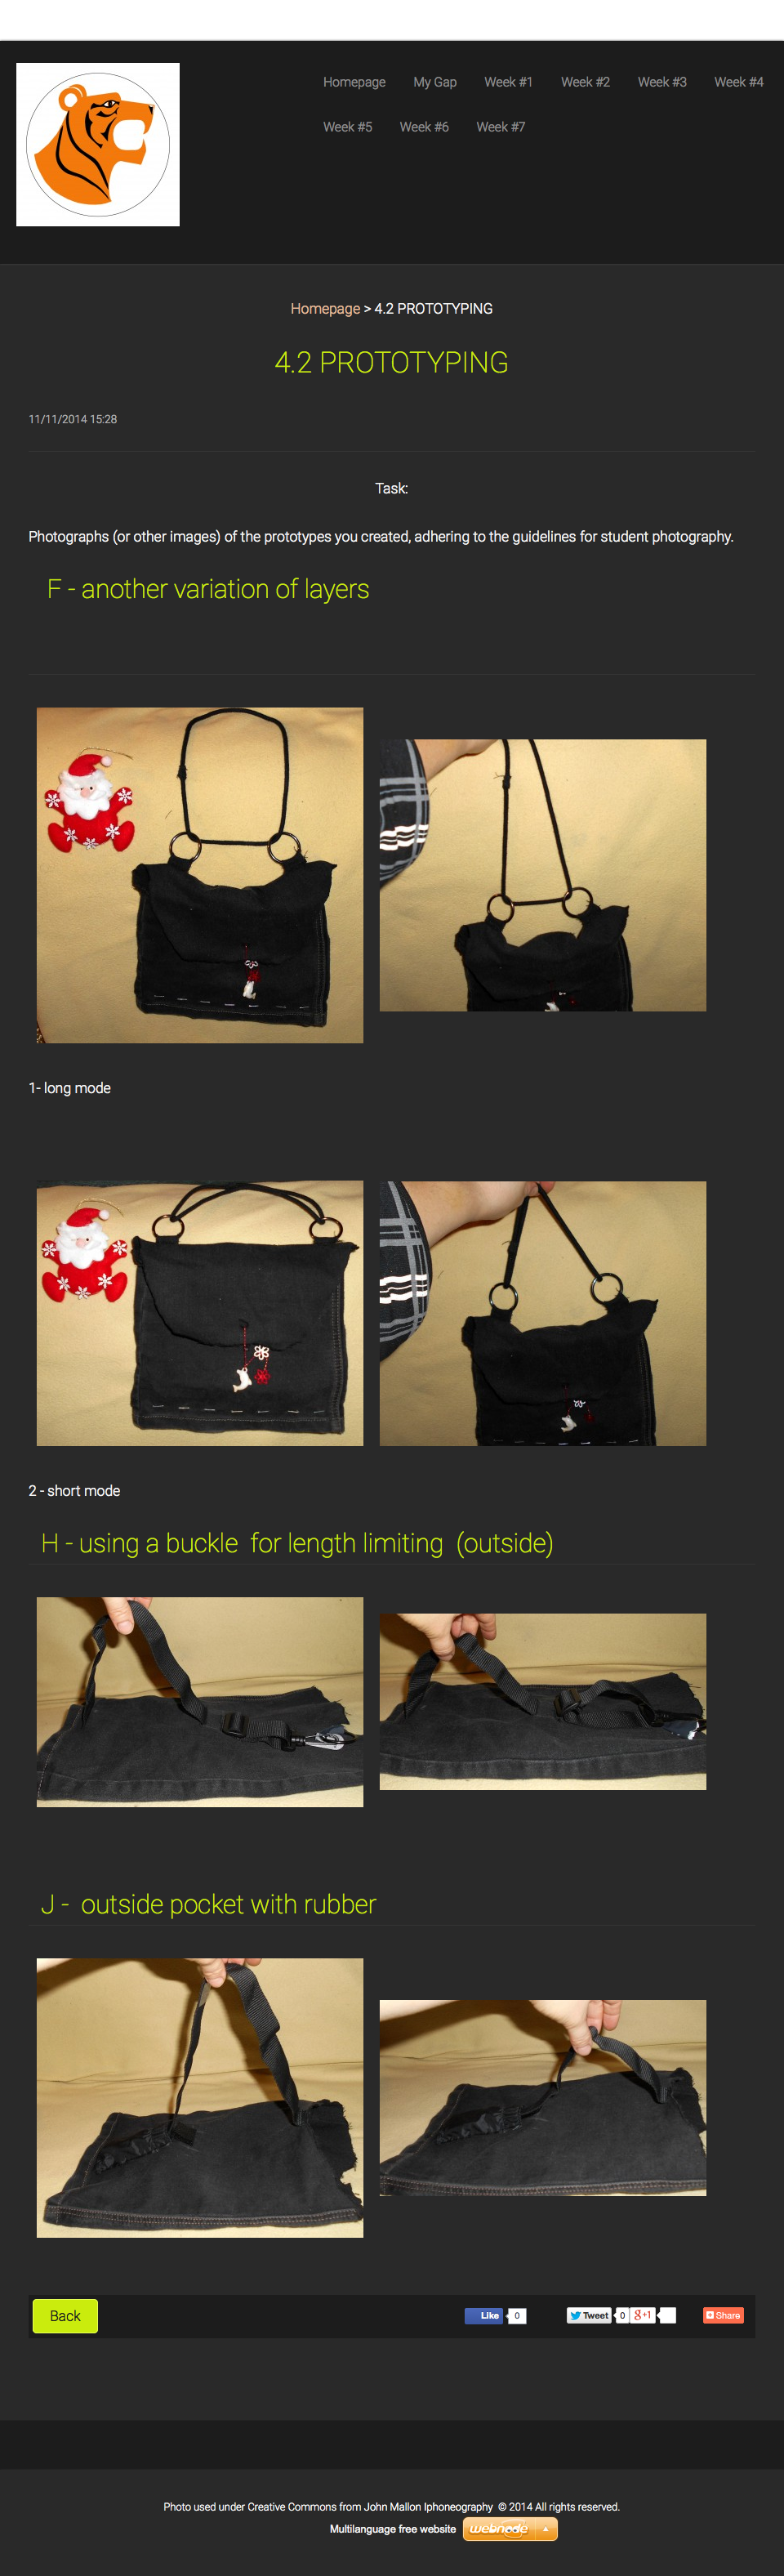 Homepage My Gap Week #1 Week #2 Week #3 Week #4
Week #5 Week #6 Week #7
Homepage > 4.2 PROTOTYPING
4.2 PROTOTYPING
11/11/2014 15:28
Task:
Photographs (or other images) of the prototypes you created, adhering to the guidelines for student photography.
F - another variation of layers
1- long mode
2 - short mode
H - using a buckle  for length limiting  (outside)
J -  outside pocket with rubber
Back Like 0 Tweet 0 g+1 Share
Photo used under Creative Commons from John Mallon Iphoneography  © 2014 All rights reserved.
Multilanguage free website webnode